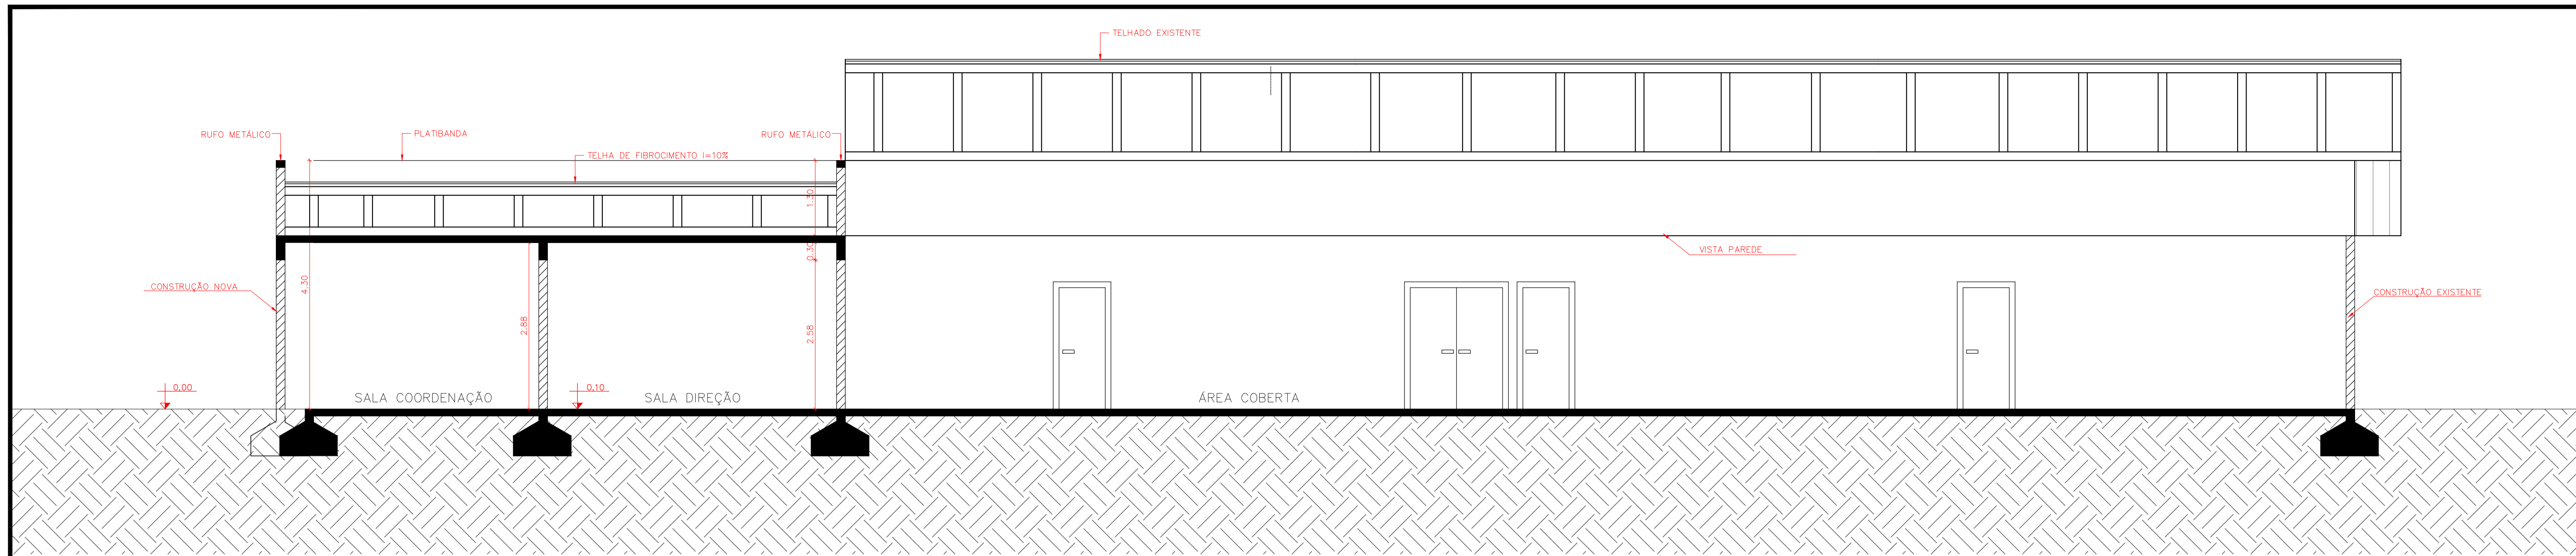 TELHADO EXISTENTE
RUFO METÁLICO
PLATIBANDA
RUFO METÁLICO
TELHA DE FIBROCIMENTO I=10%
1.30
0.30
VISTA PAREDE
CONSTRUÇÃO NOVA
4.30
2.88
2.58
CONSTRUÇÃO EXISTENTE
0,00
0,10
SALA COORDENAÇÃO
SALA DIREÇÃO
ÁREA COBERTA